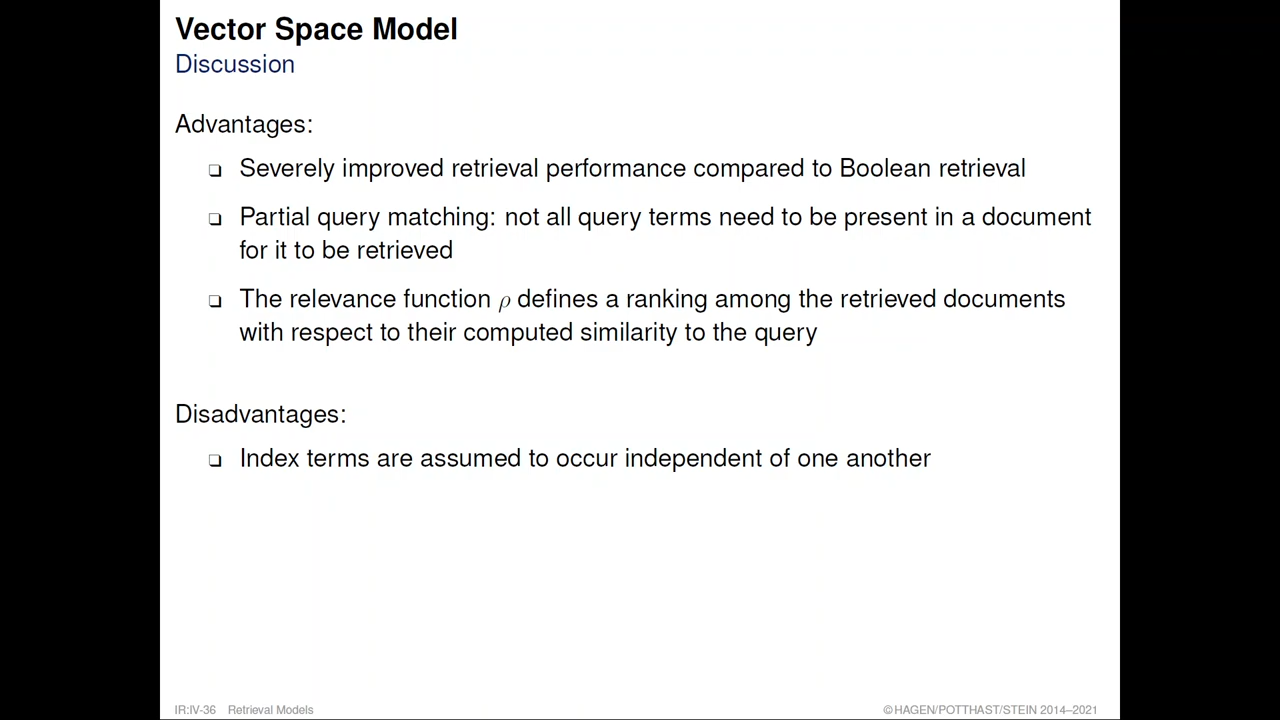 Vector Space Model
Discussion
Advantages:
❏ Severely improved retrieval performance compared to Boolean retrieval
❏ Partial query matching: not all query terms need to be present in a document
for it to be retrieved
❏ The relevance function ρ defines a ranking among the retrieved documents
with respect to their computed similarity to the query
Disadvantages:
❏ Index terms are assumed to occur independent of one another
IR:IV-36 Retrieval Models
©HAGEN/POTTHAST/STEIN 2014–2021